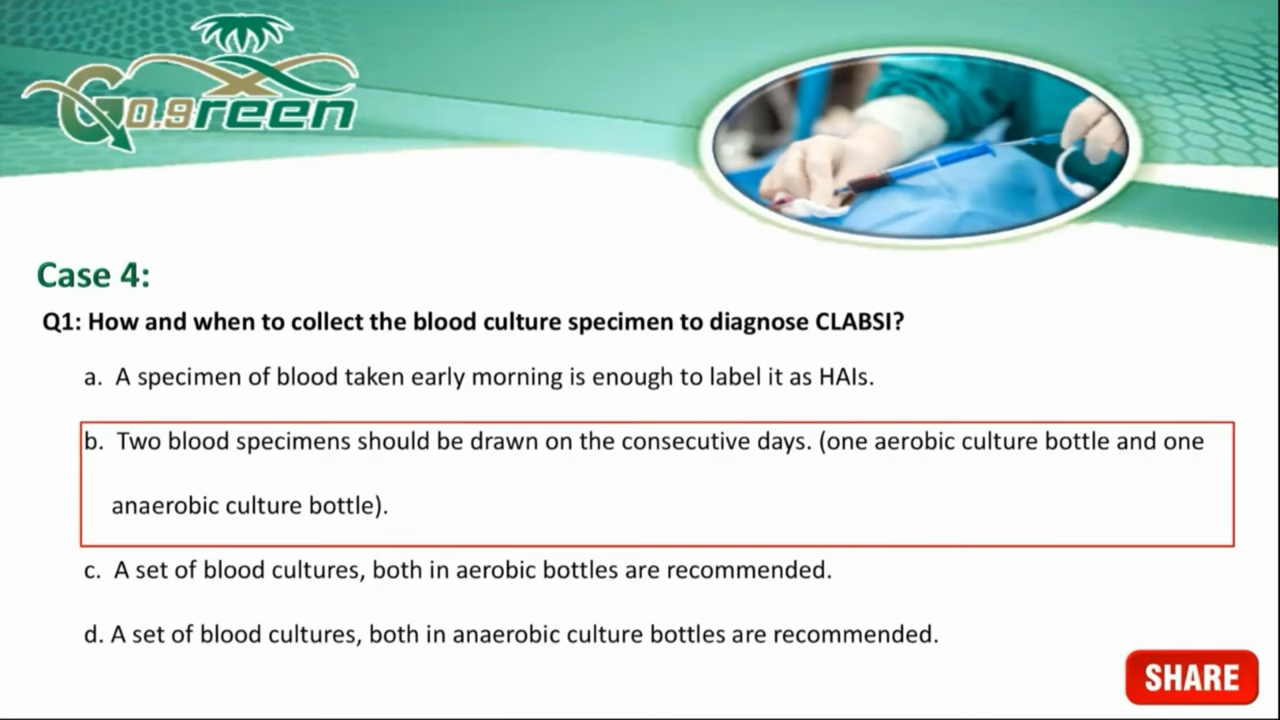 Go.green
Case 4:
Q1: How and when to collect the blood culture specimen to diagnose CLABSI?
a. A specimen of blood taken early morning is enough to label it as HAIs.
b. Two blood specimens should be drawn on the consecutive days. (one aerobic culture bottle and one
anaerobic culture bottle).
c. A set of blood cultures, both in aerobic bottles are recommended.
d. A set of blood cultures, both in anaerobic culture bottles are recommended.
SHARE